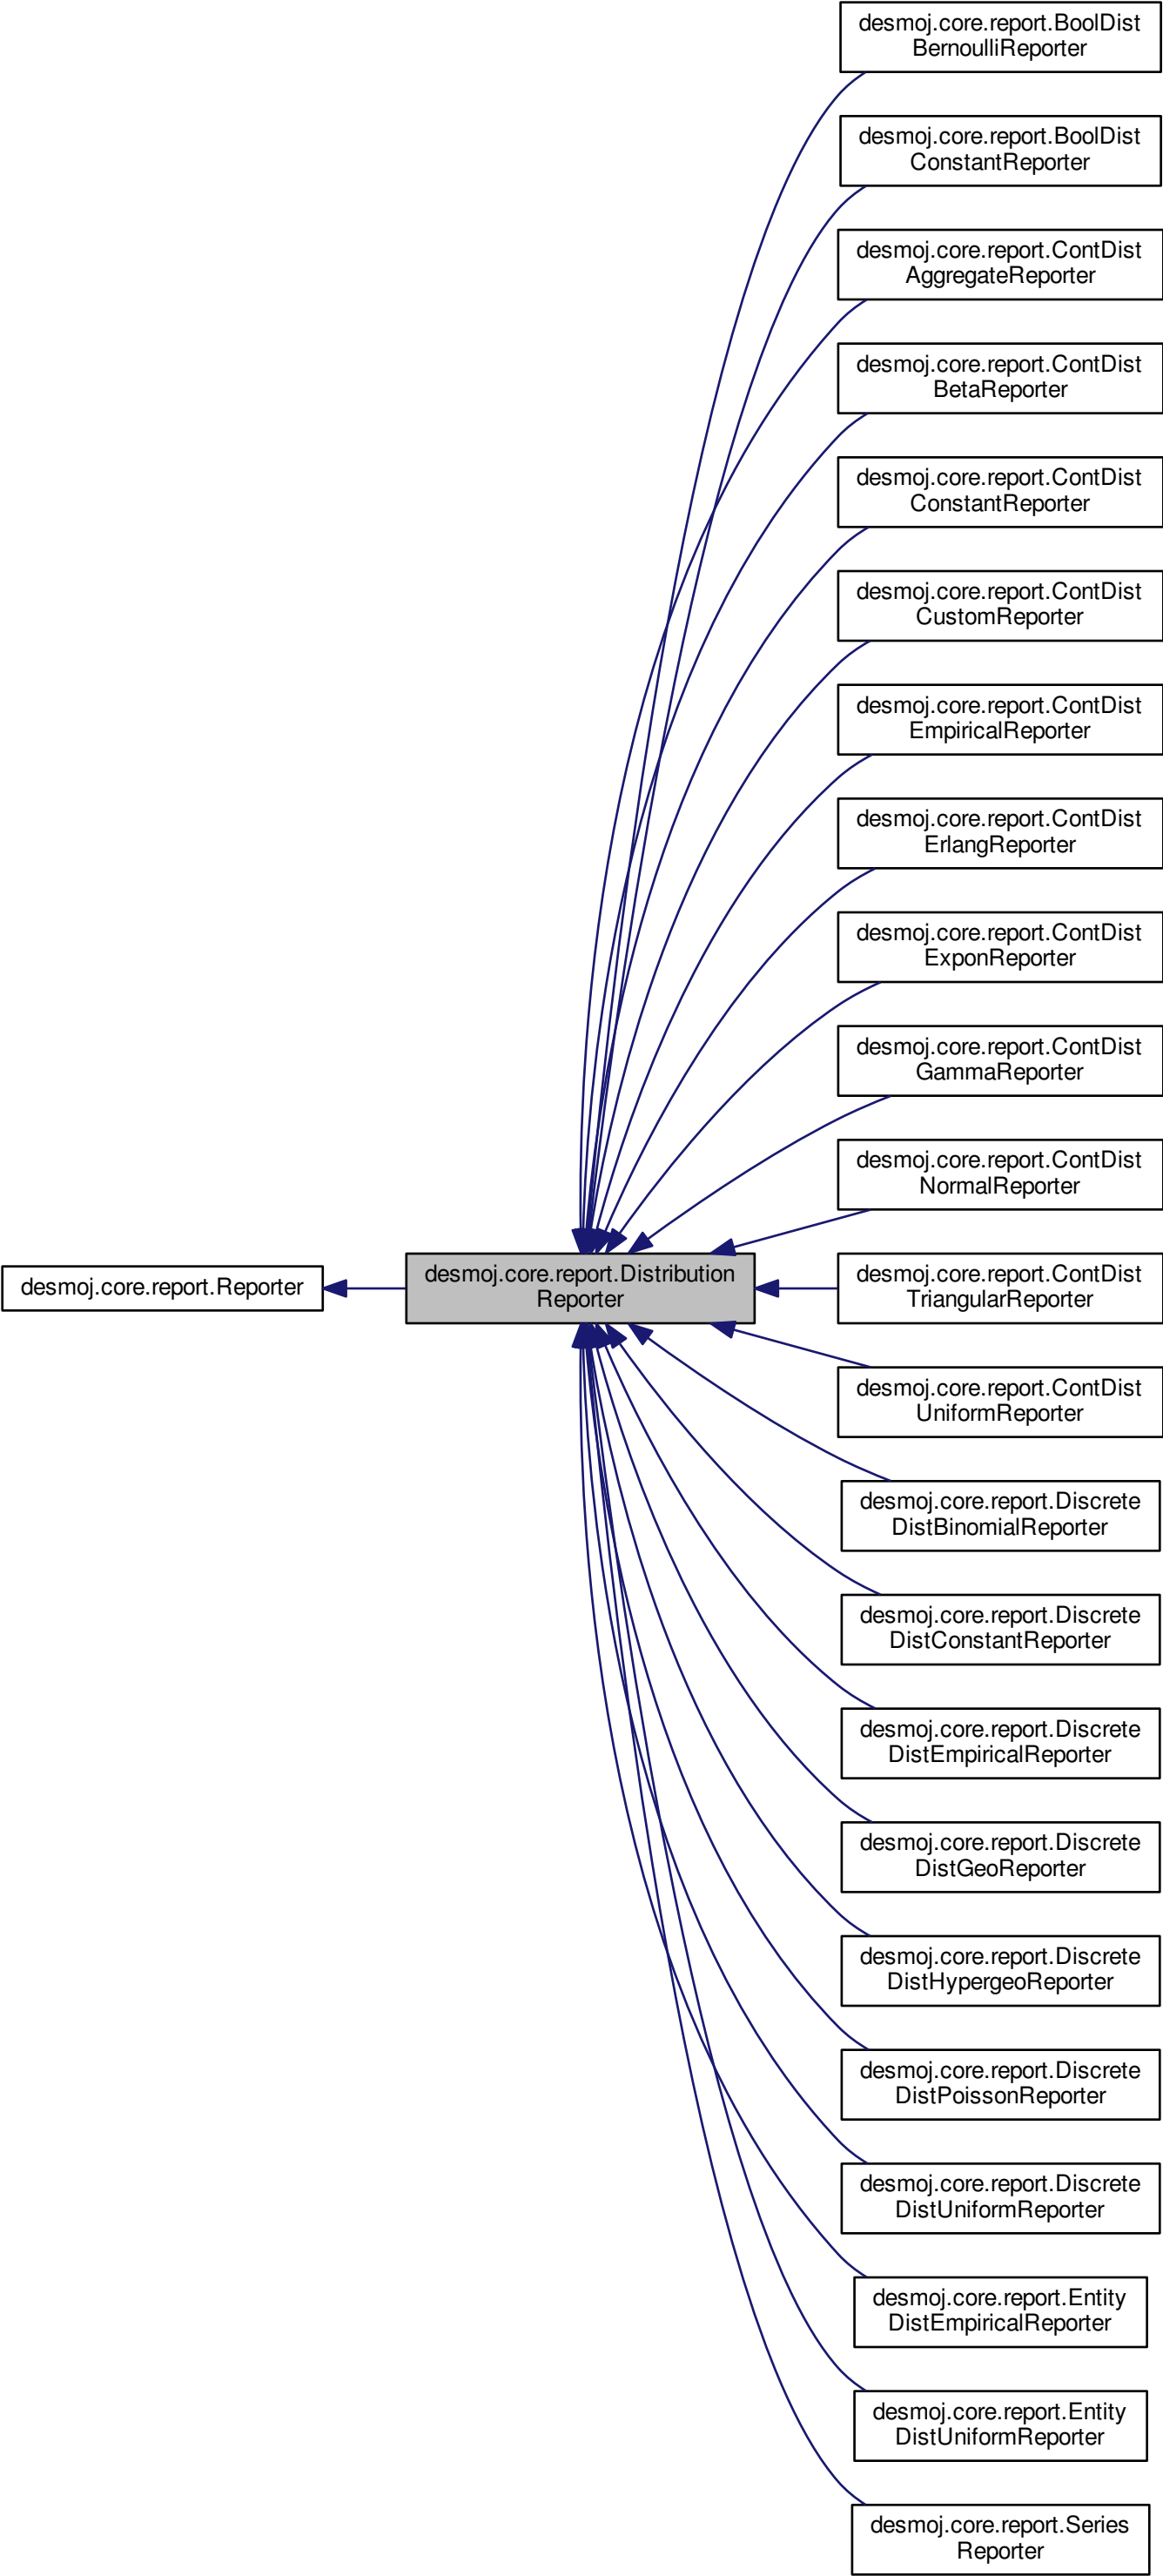 desmoj.core.report.BoolDist
BernoulliReporter
desmoj.core.report.BoolDist
ConstantReporter
desmoj.core.report.ContDist
AggregateReporter
desmoj.core.report.ContDist
BetaReporter
desmoj.core.report.ContDist
ConstantReporter
desmoj.core.report.ContDist
CustomReporter
desmoj.core.report.ContDist
EmpiricalReporter
desmoj.core.report.ContDist
ErlangReporter
desmoj.core.report.ContDist
ExponReporter
desmoj.core.report.ContDist
GammaReporter
desmoj.core.report.ContDist
NormalReporter
desmoj.core.report.Reporter
desmoj.core.report.Distribution
Reporter
desmoj.core.report.ContDist
TriangularReporter
desmoj.core.report.ContDist
UniformReporter
desmoj.core.report.Discrete
DistBinomialReporter
desmoj.core.report.Discrete
DistConstantReporter
desmoj.core.report.Discrete
DistEmpiricalReporter
desmoj.core.report.Discrete
DistGeoReporter
desmoj.core.report.Discrete
DistHypergeoReporter
desmoj.core.report.Discrete
DistPoissonReporter
desmoj.core.report.Discrete
DistUniformReporter
desmoj.core.report.Entity
DistEmpiricalReporter
desmoj.core.report.Entity
DistUniformReporter
desmoj.core.report.Series
Reporter